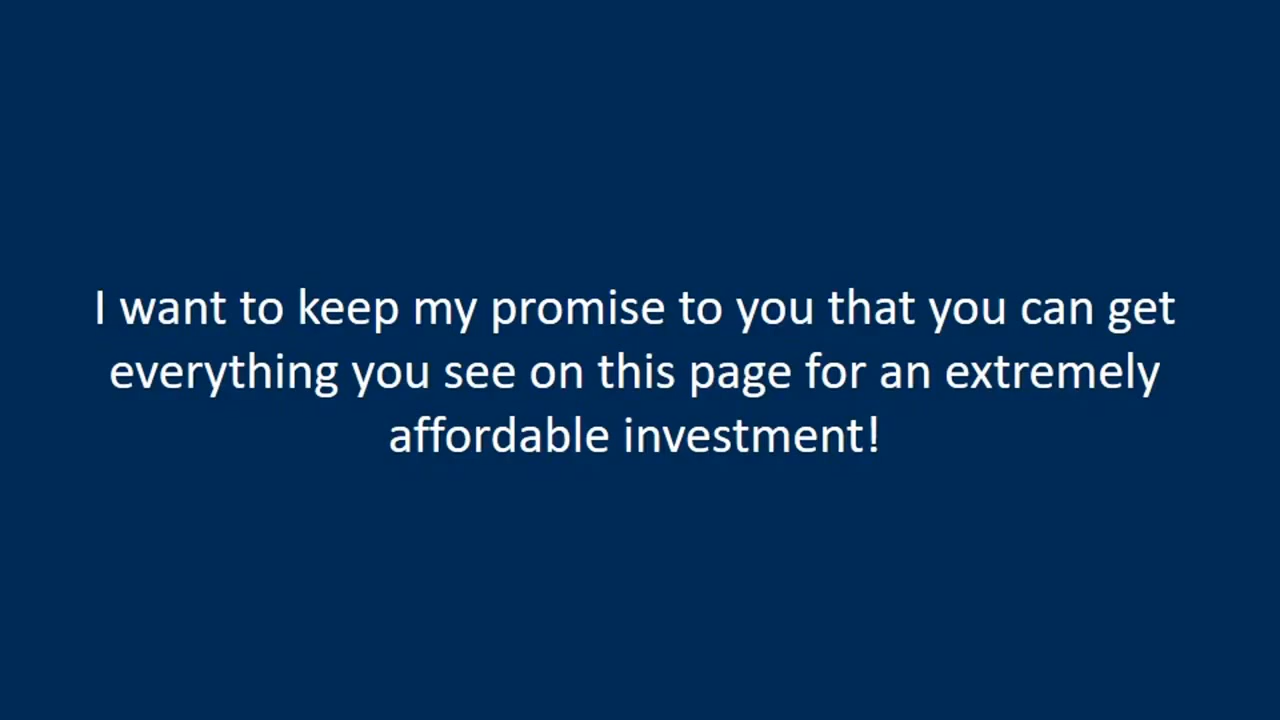 I want to keep my promise to you that you can get
everything you see on this page for an extremely
affordable investment!